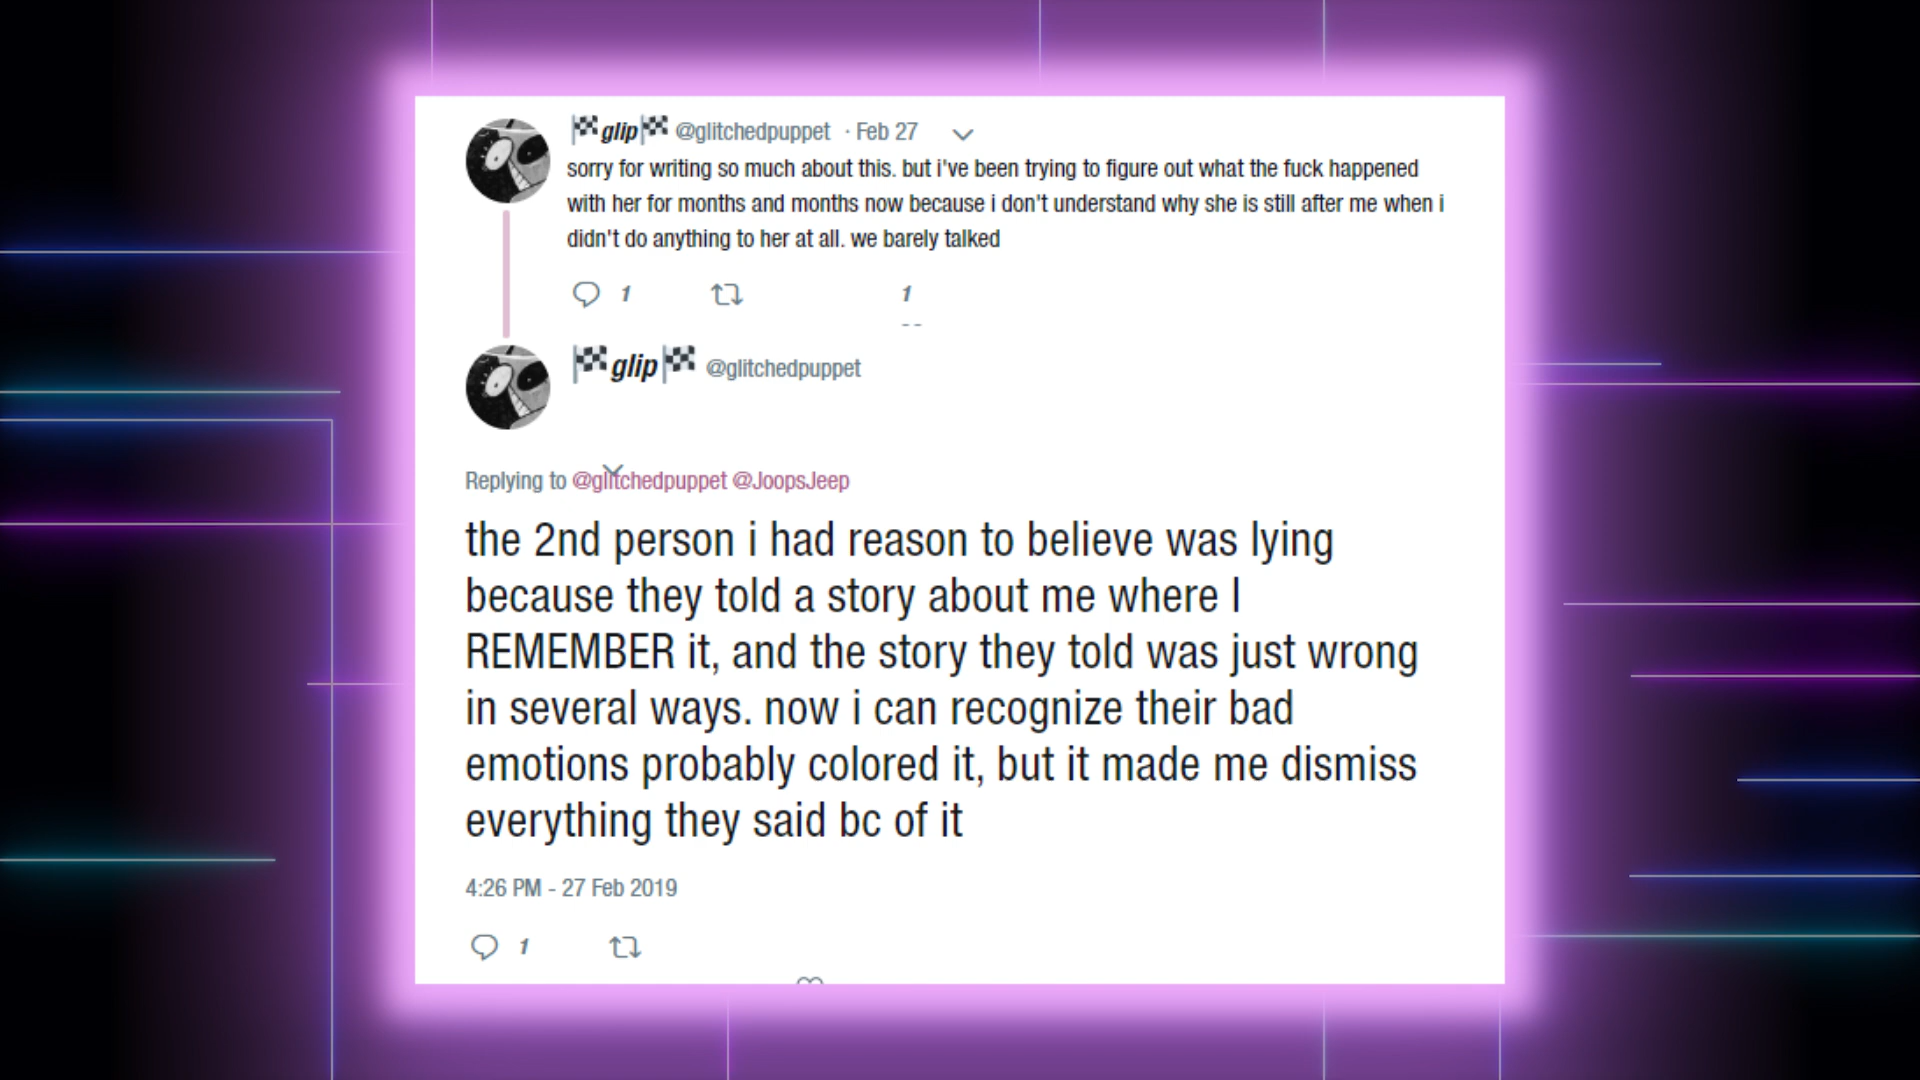 🏁glip🏁 @glitchedpuppet · Feb 27
sorry for writing so much about this. but i've been trying to figure out what the fuck happened
with her for months and months now because i don't understand why she is still after me when i
didn't do anything to her at all. we barely talked
1 1
🏁glip🏁 @glitchedpuppet
Replying to @glitchedpuppet @JoopsJeep
the 2nd person i had reason to believe was lying
because they told a story about me where I
REMEMBER it, and the story they told was just wrong
in several ways. now i can recognize their bad
emotions probably colored it, but it made me dismiss
everything they said bc of it
4:26 PM - 27 Feb 2019
1